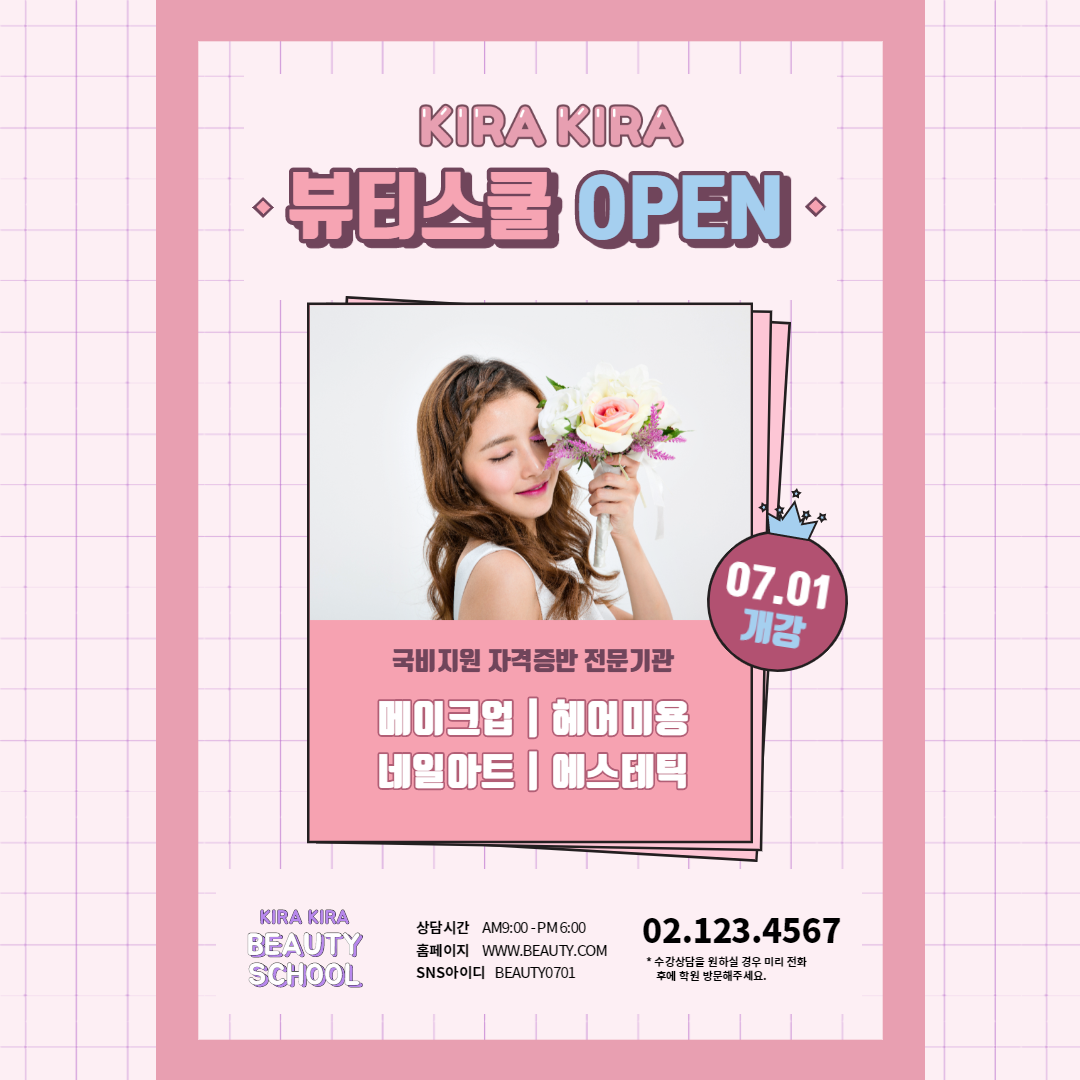 KIRA KIRA
뷰티스쿨 OPEN
07.01
개강
국비지원 자격증반 전문기관
메이크업 | 헤어미용
네일아트 | 에스테틱
KIRA KIRA
BEAUTY
SCHOOL
상담시간 AM9:00 - PM 6:00
홈페이지 WWW.BEAUTY.COM
SNS아이디 BEAUTY0701
02.123.4567
* 수강상담을 원하실 경우 미리 전화
후에 학원 방문해주세요.